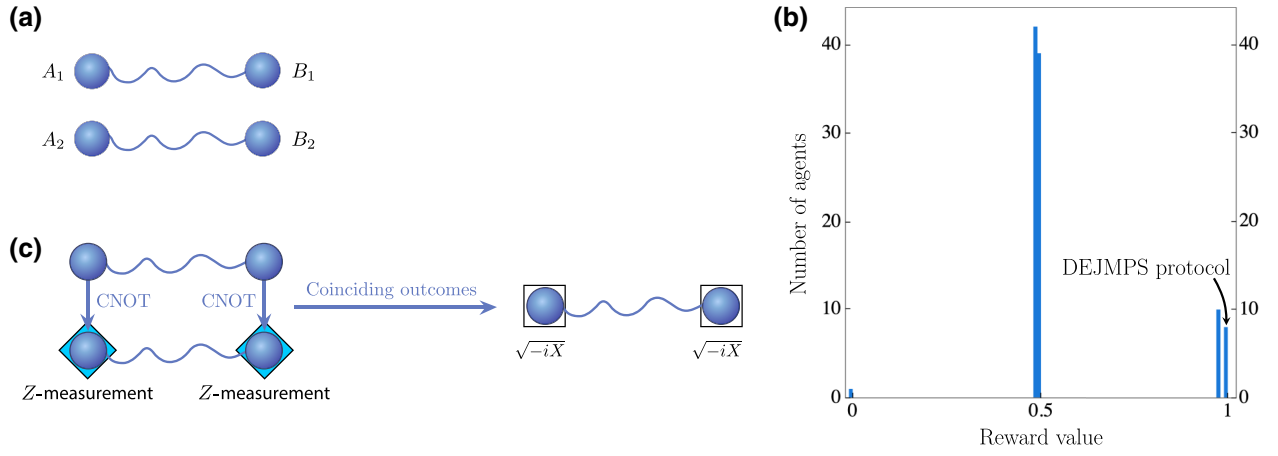 (a)
A₁ B₁
A₂ B₂
(c)
CNOT CNOT
Coinciding outcomes
√-iX √-iX
Z-measurement Z-measurement
(b)
40 40
30 30
20 20
10 10
0 0
0 0.5 1
Number of agents
DEJMPS protocol
Reward value